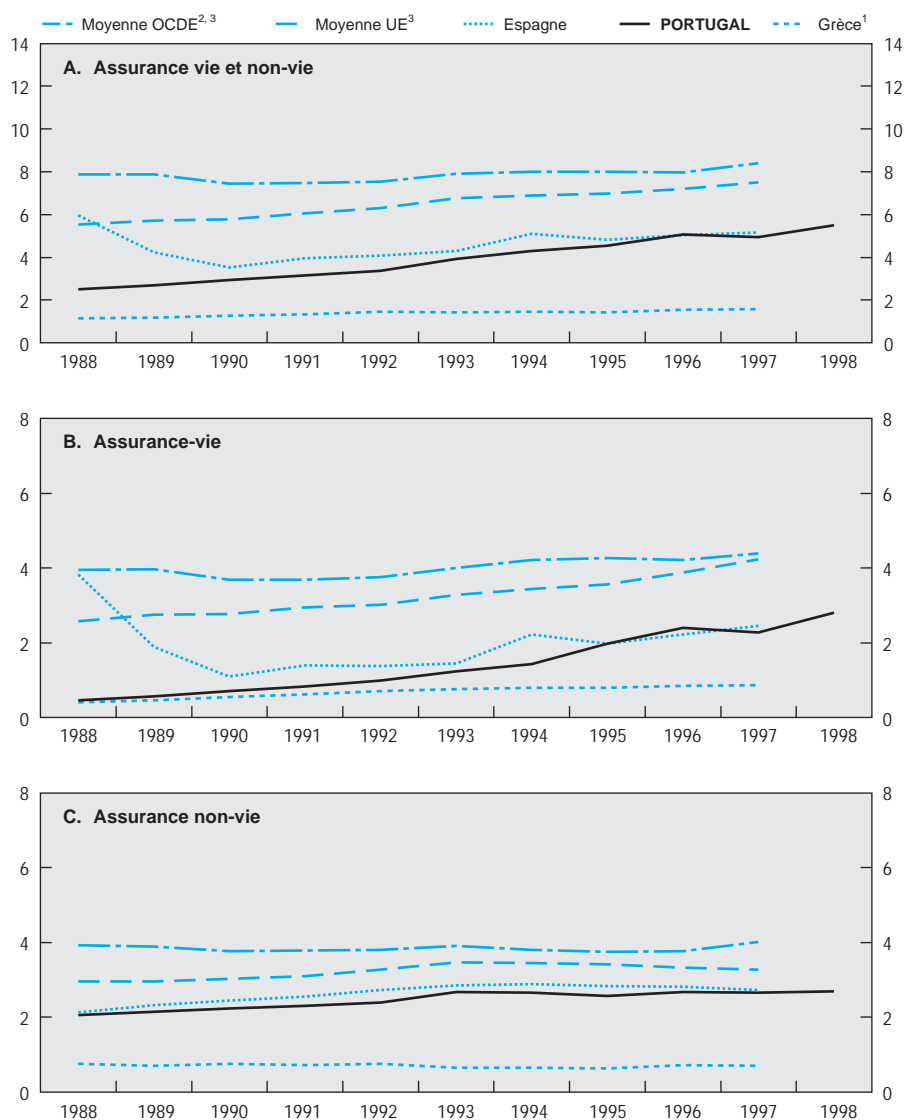 Moyenne OCDE2, 3 Moyenne UE3 Espagne PORTUGAL Grèce1
14 14
A. Assurance vie et non-vie
12 12
10 10
8 8
6 6
4 4
2 2
0 0
1988 1989 1990 1991 1992 1993 1994 1995 1996 1997 1998
8 8
B. Assurance-vie
6 6
4 4
2 2
0 0
1988 1989 1990 1991 1992 1993 1994 1995 1996 1997 1998
8 8
C. Assurance non-vie
6 6
4 4
2 2
0 0
1988 1989 1990 1991 1992 1993 1994 1995 1996 1997 1998